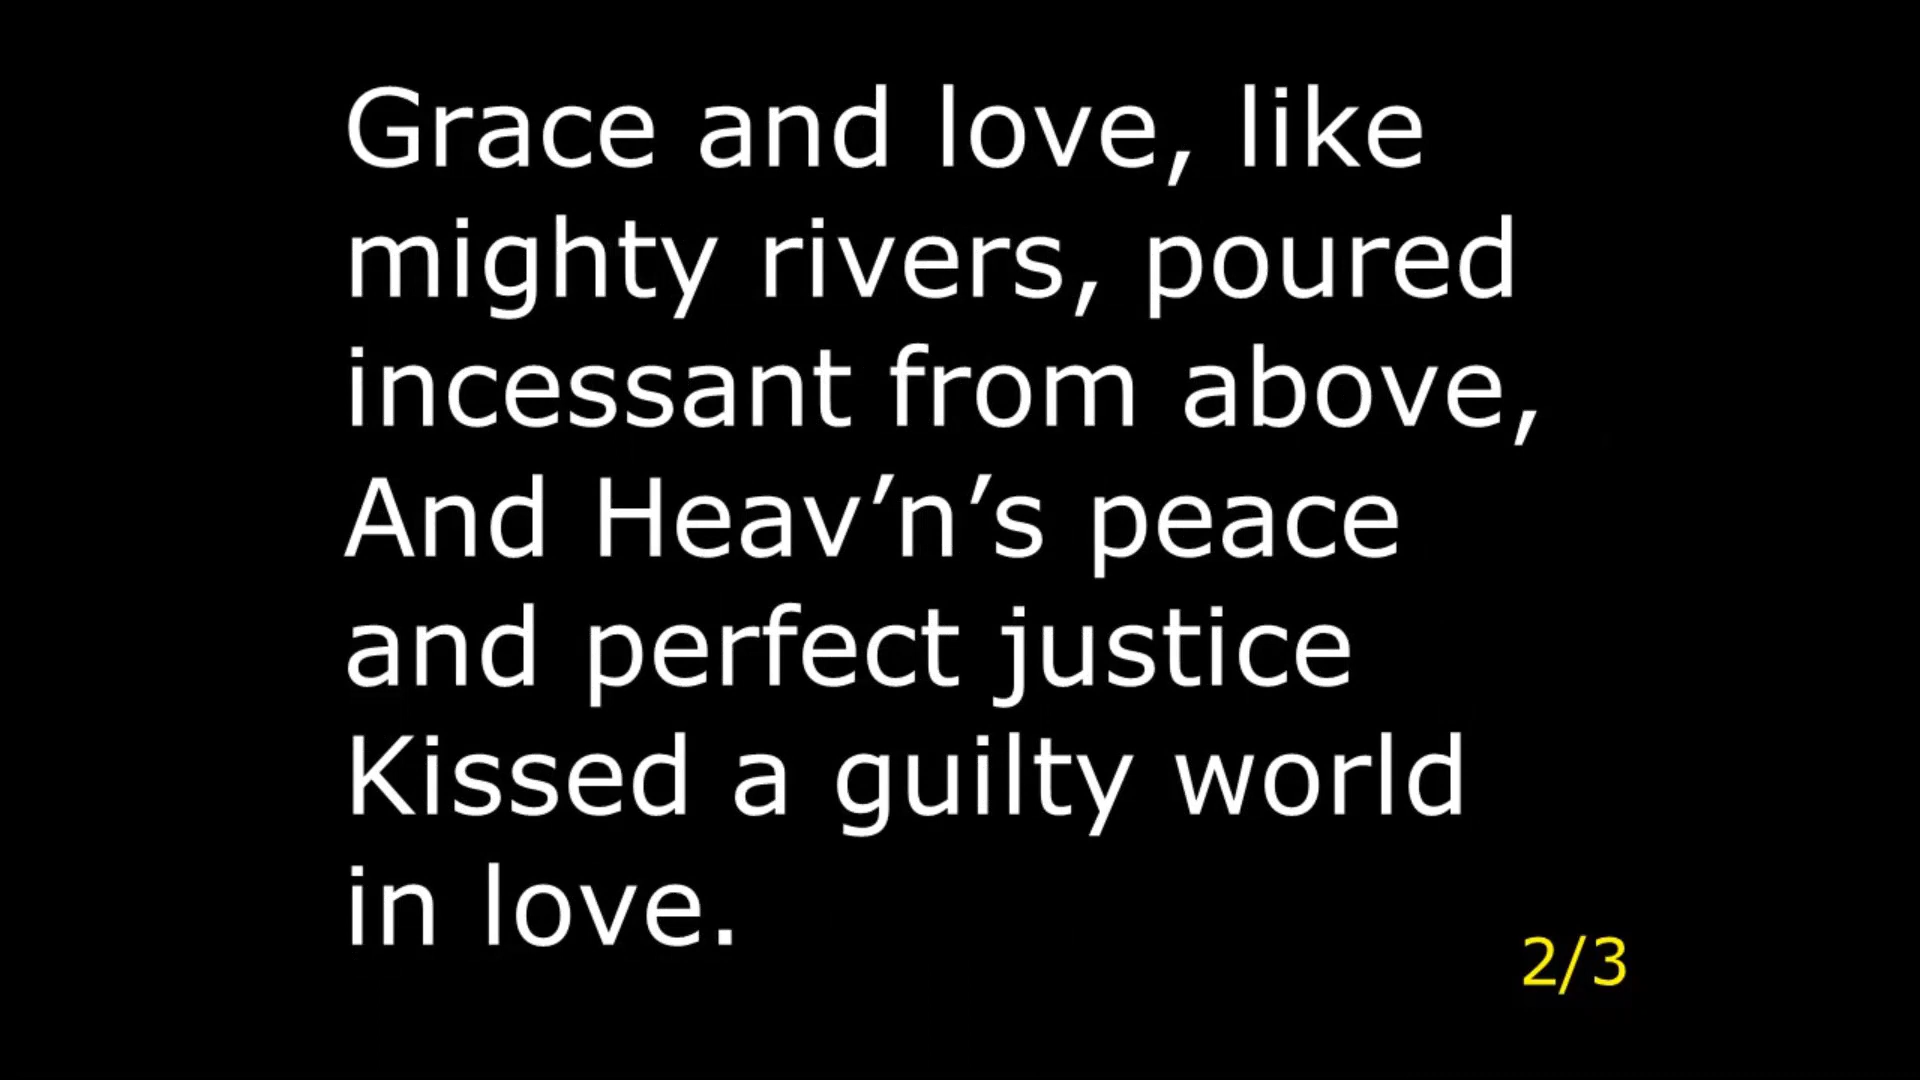 Grace and love, like
mighty rivers, poured
incessant from above,
And Heav’n’s peace
and perfect justice
Kissed a guilty world
in love.
2/3